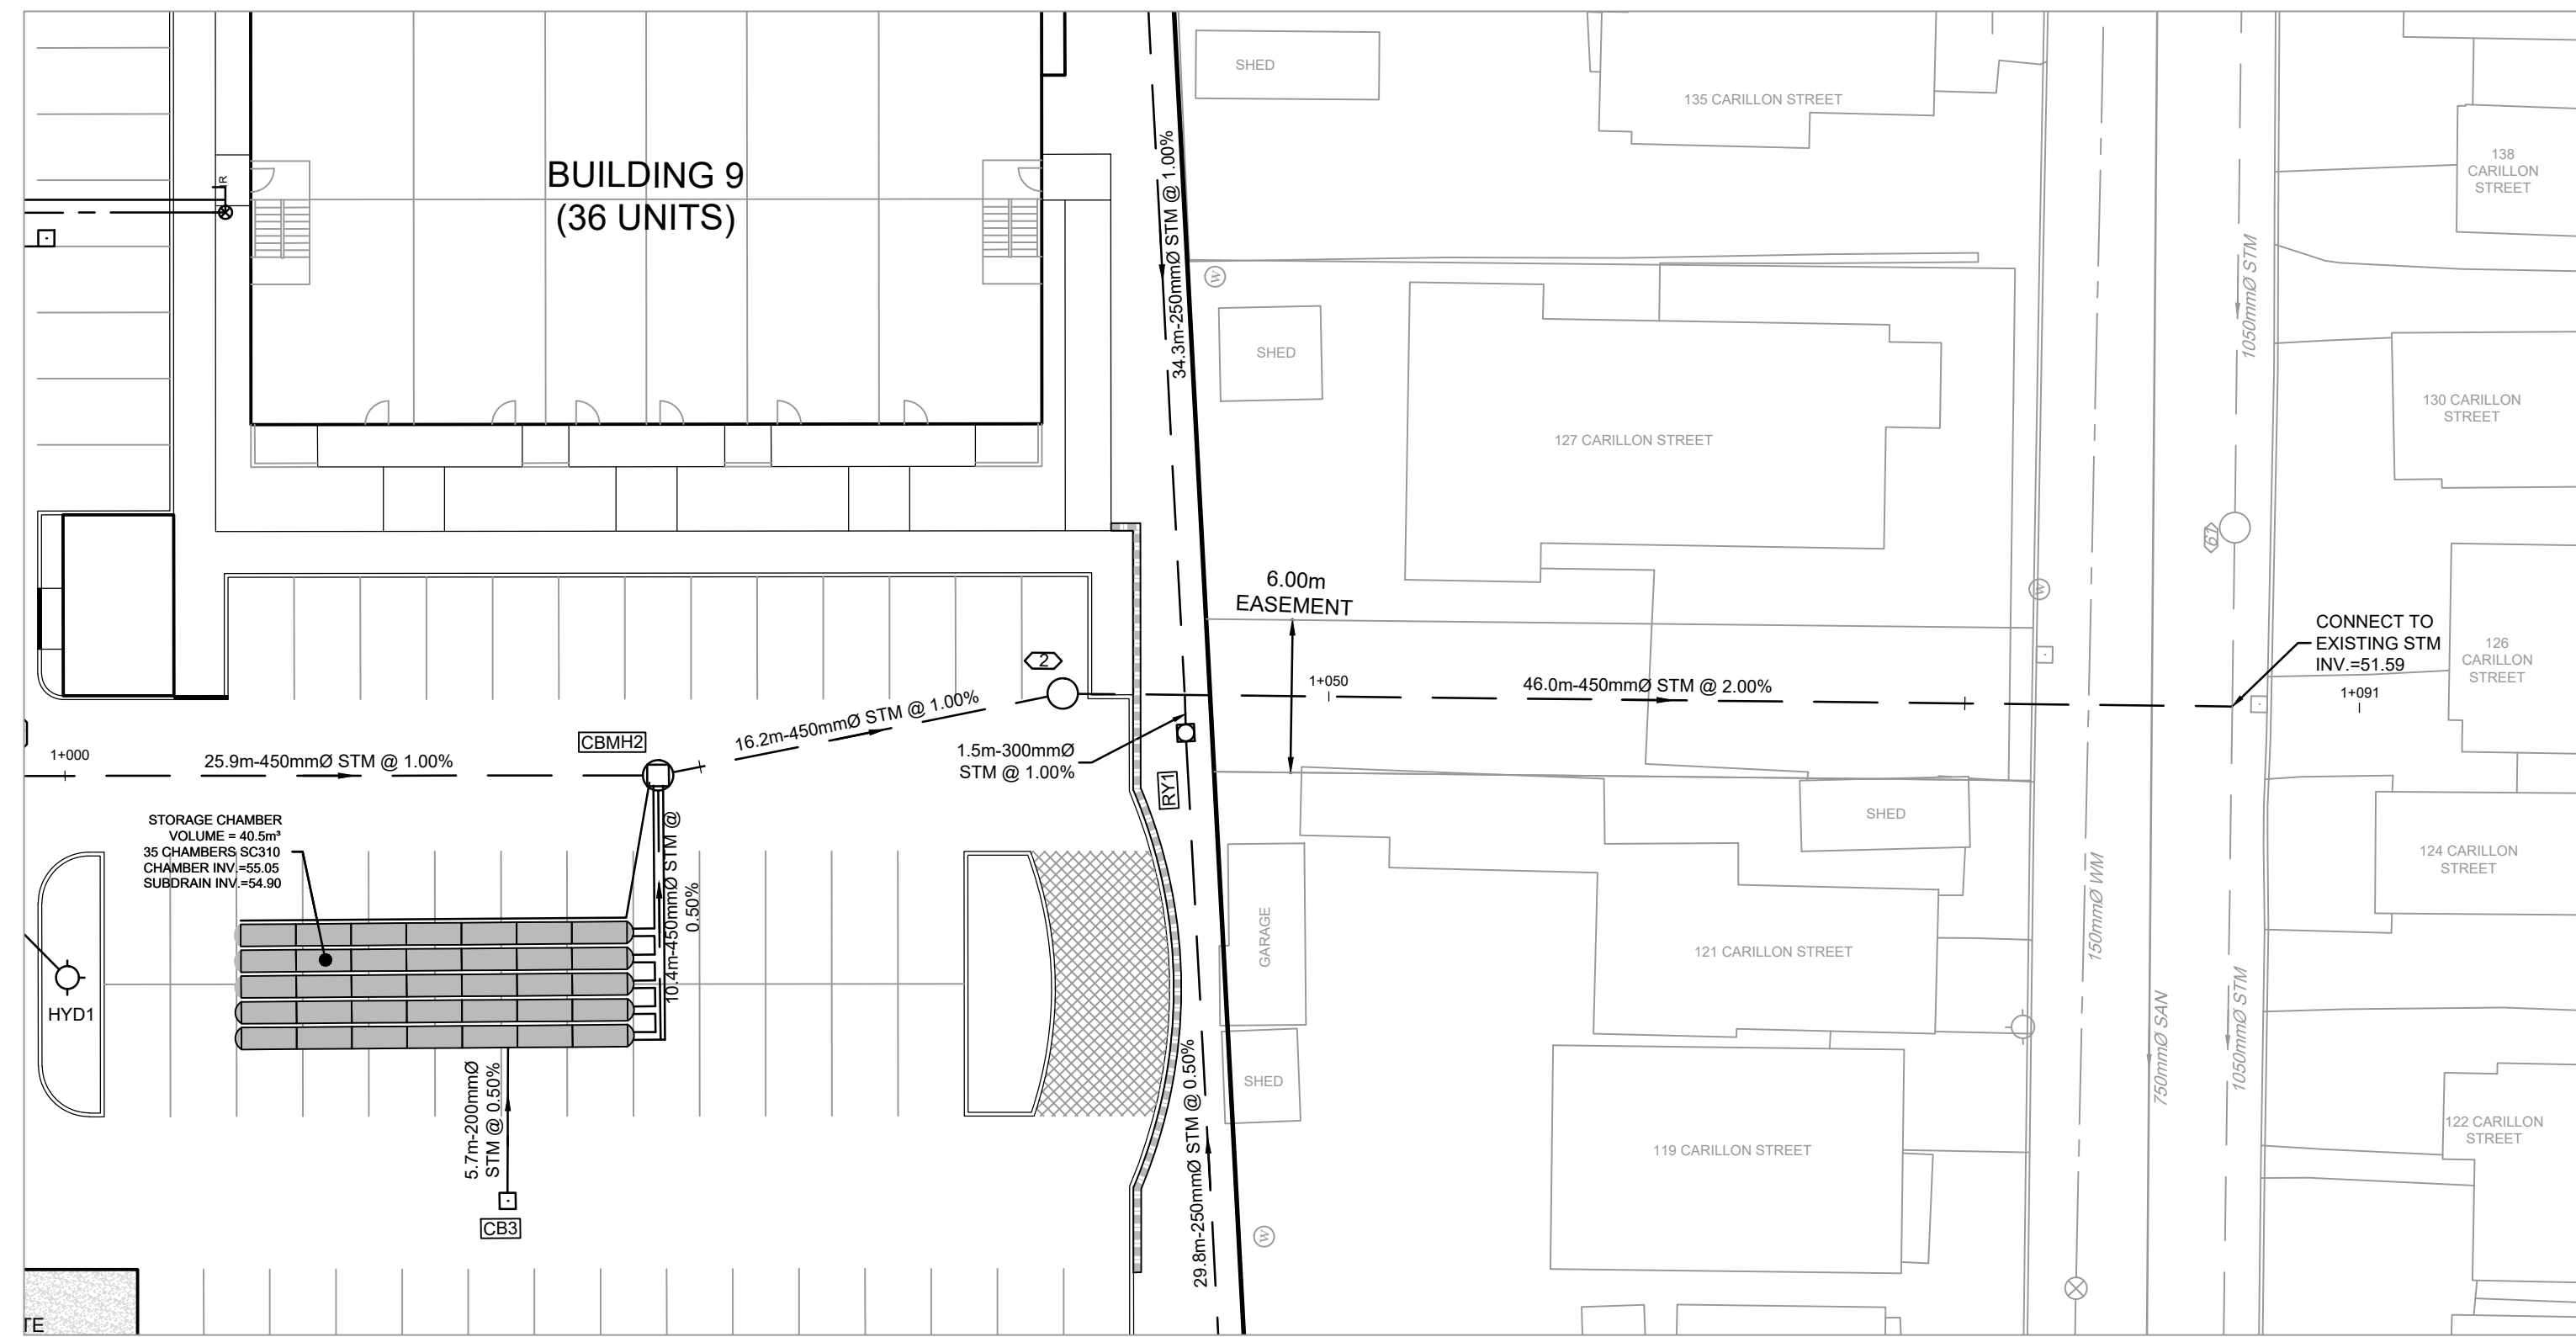 SHED
135 CARILLON STREET
138
CARILLON
STREET
BUILDING 9
(36 UNITS)
34.3m-250mmØ STM @ 1.00%
1050mmØ STM
W
SHED
127 CARILLON STREET
130 CARILLON
STREET
61
W
6.00m
EASEMENT
CONNECT TO
EXISTING STM
INV.=51.59
126
CARILLON
STREET
1+091
2
1+050
46.0m-450mmØ STM @ 2.00%
16.2m-450mmØ STM @ 1.00%
CBMH2
1+000
25.9m-450mmØ STM @ 1.00%
1.5m-300mmØ
STM @ 1.00%
RY1
STORAGE CHAMBER
VOLUME = 40.5m³
35 CHAMBERS SC310
CHAMBER INV.=55.05
SUBDRAIN INV.=54.90
10.4m-450mmØ STM @
0.50%
SHED
124 CARILLON
STREET
GARAGE
121 CARILLON STREET
150mmØ WM
750mmØ SAN
1050mmØ STM
HYD1
5.7m-200mmØ
STM @ 0.50%
CB3
SHED
29.8m-250mmØ STM @ 0.50%
119 CARILLON STREET
122 CARILLON
STREET
W
TE